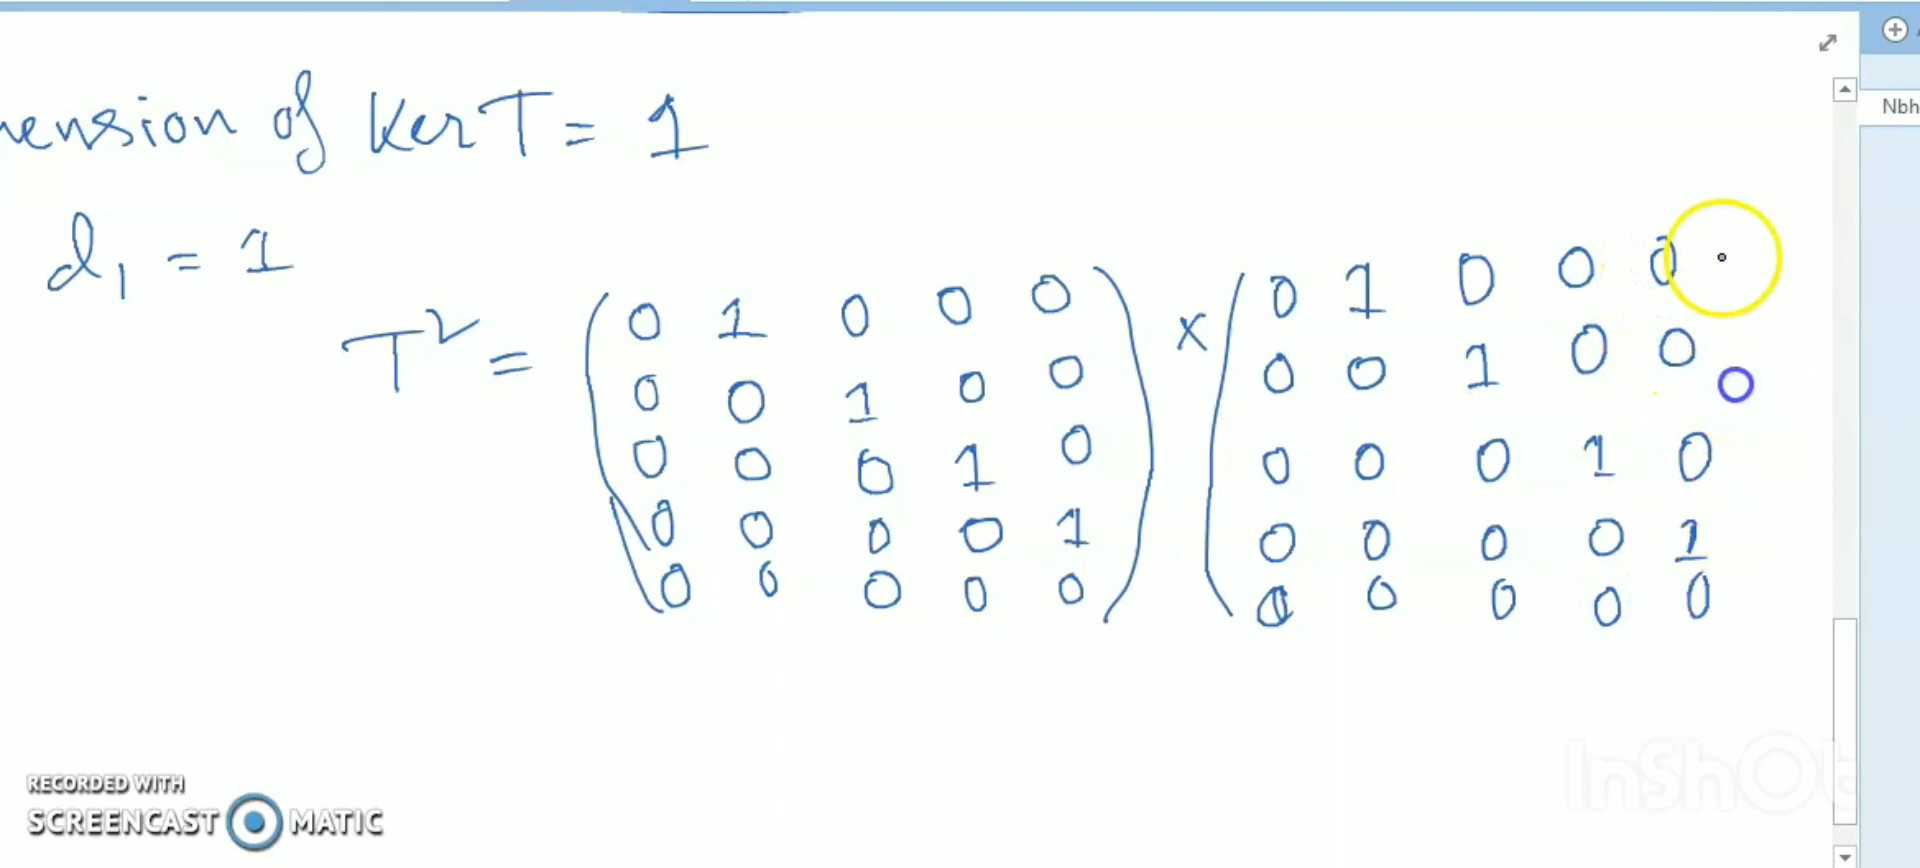 mension of Ker T = 1
d₁ = 1
T² = ( 0 1 0 0 0 ) × ( 0 1 0 0 0
0 0 1 0 0 0 0 1 0 0
0 0 0 1 0 0 0 0 1 0
0 0 0 0 1 0 0 0 0 1
0 0 0 0 0 0 0 0 0 0
Nbh
RECORDED WITH
SCREENCAST MATIC
InShOt